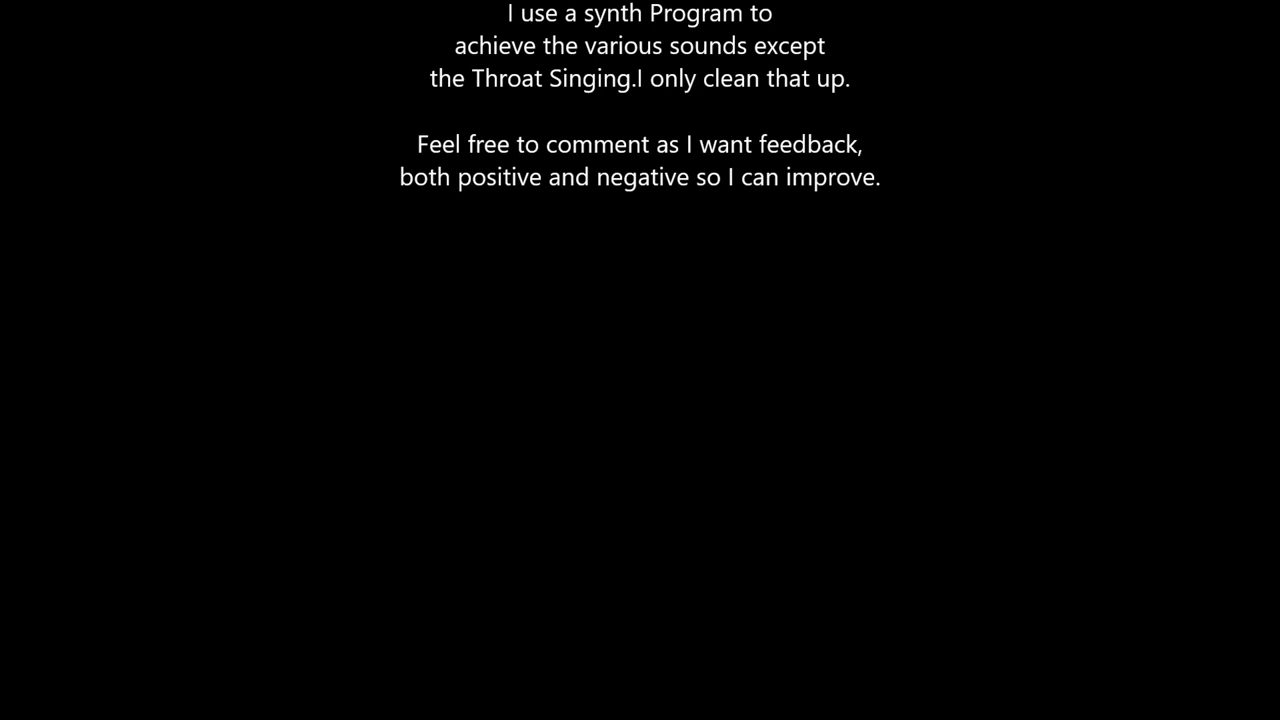 I use a synth Program to
achieve the various sounds except
the Throat Singing.I only clean that up.
Feel free to comment as I want feedback,
both positive and negative so I can improve.